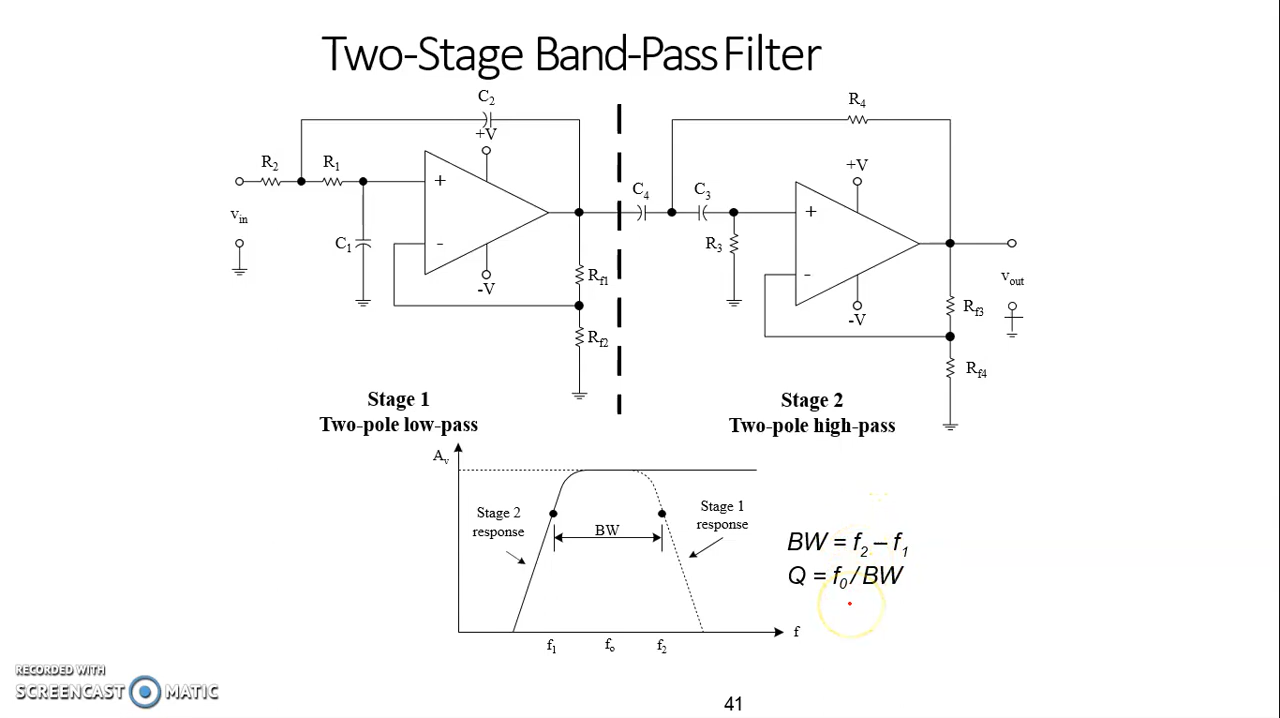 Two-Stage Band-Pass Filter
C2
+V
R2
R1
+
vin
C1
-
-V
Rf1
Rf2
R4
+V
C4
C3
+
R3
-
-V
vout
Rf3
Rf4
Stage 1
Two-pole low-pass
Stage 2
Two-pole high-pass
Av
Stage 2
response
BW
Stage 1
response
f
f1
fo
f2
BW = f2 – f1
Q = f0 / BW
RECORDED WITH
SCREENCAST MATIC
41